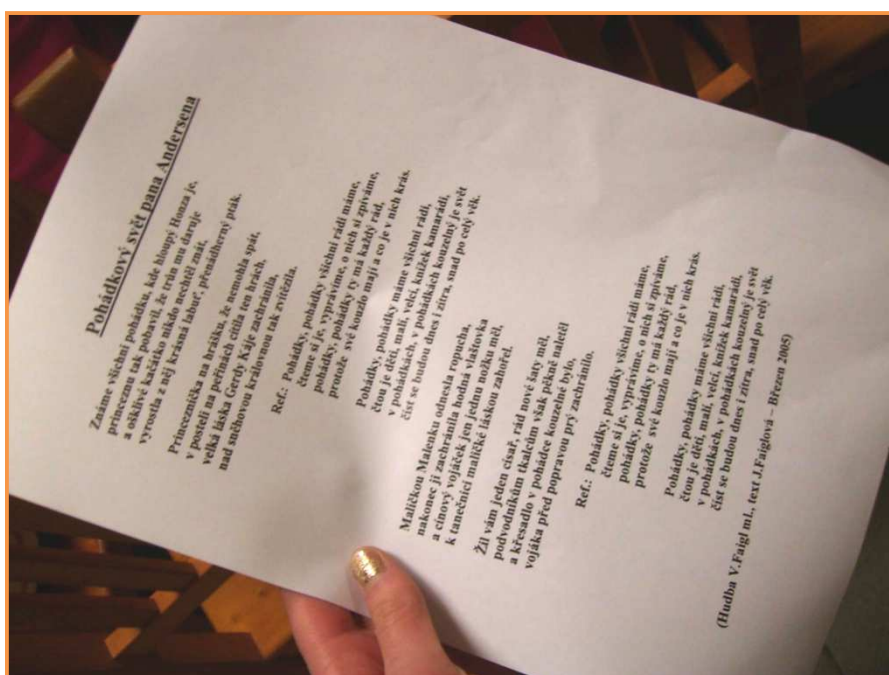 Pohádkový svět pana Andersena
Známe všichni pohádku, kde hloupý Honza je,
princeznu tak pobavil, že trůn mu daruje
a ošklivé kačátko nikdo nechtěl znát,
vyrostla z něj krásná labuť, přenádherný pták.
Princeznička na hrášku, že nemohla spát,
v posteli na peřinách cítila ten hrách,
velká láska Gerdy Káje zachránila,
nad sněhovou královnou tak zvítězila.
Ref.: Pohádky, pohádky všichni rádi máme,
čteme si je, vyprávíme, o nich si zpíváme,
pohádky, pohádky ty má každý rád,
protože své kouzlo mají a co je v nich krás.
Pohádky, pohádky máme všichni rádi,
čtou je děti, malí, velcí, knížek kamarádi,
v pohádkách, v pohádkách kouzelný je svět
číst se budou dnes i zítra, snad po celý věk.
Maličkou Malenku odnesla ropucha,
nakonec ji zachránila hodná vlaštovka
a cínový vojáček jen jednu nožku měl,
k tanečnici maličké láskou zahořel.
Žil vám jeden císař, rád nové šaty měl,
podvodníkům tkalcům však pěkně naletěl
a křesadlo v pohádce kouzelné bylo,
vojáka před popravou prý zachránilo.
Ref.: Pohádky, pohádky všichni rádi máme,
čteme si je, vyprávíme, o nich si zpíváme,
pohádky, pohádky ty má každý rád,
protože své kouzlo mají a co je v nich krás.
Pohádky, pohádky máme všichni rádi,
čtou je děti, malí, velcí, knížek kamarádi,
v pohádkách, v pohádkách kouzelný je svět
číst se budou dnes i zítra, snad po celý věk.
(Hudba V.Faigl ml., text J.Faiglová – Březen 2005)